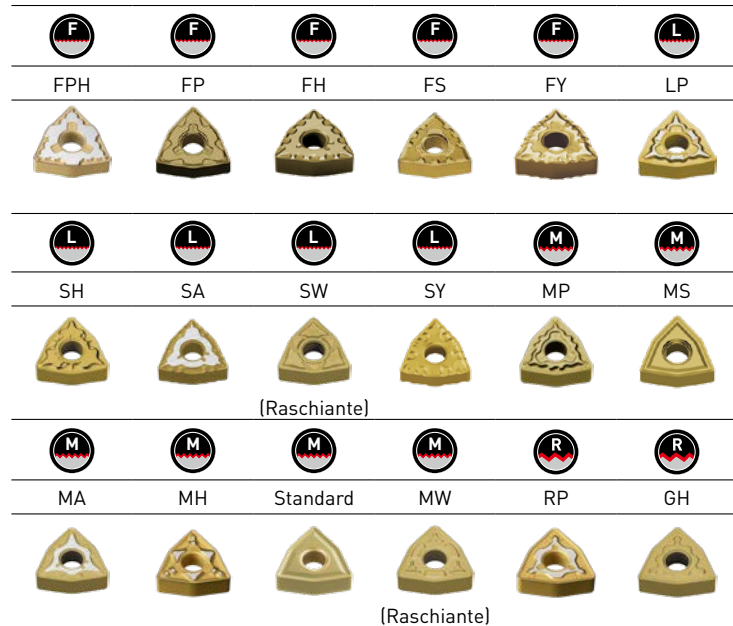 F F F F F L
FPH FP FH FS FY LP
L L L L M M
SH SA SW SY MP MS
(Raschiante)
M M M M R R
MA MH Standard MW RP GH
(Raschiante)